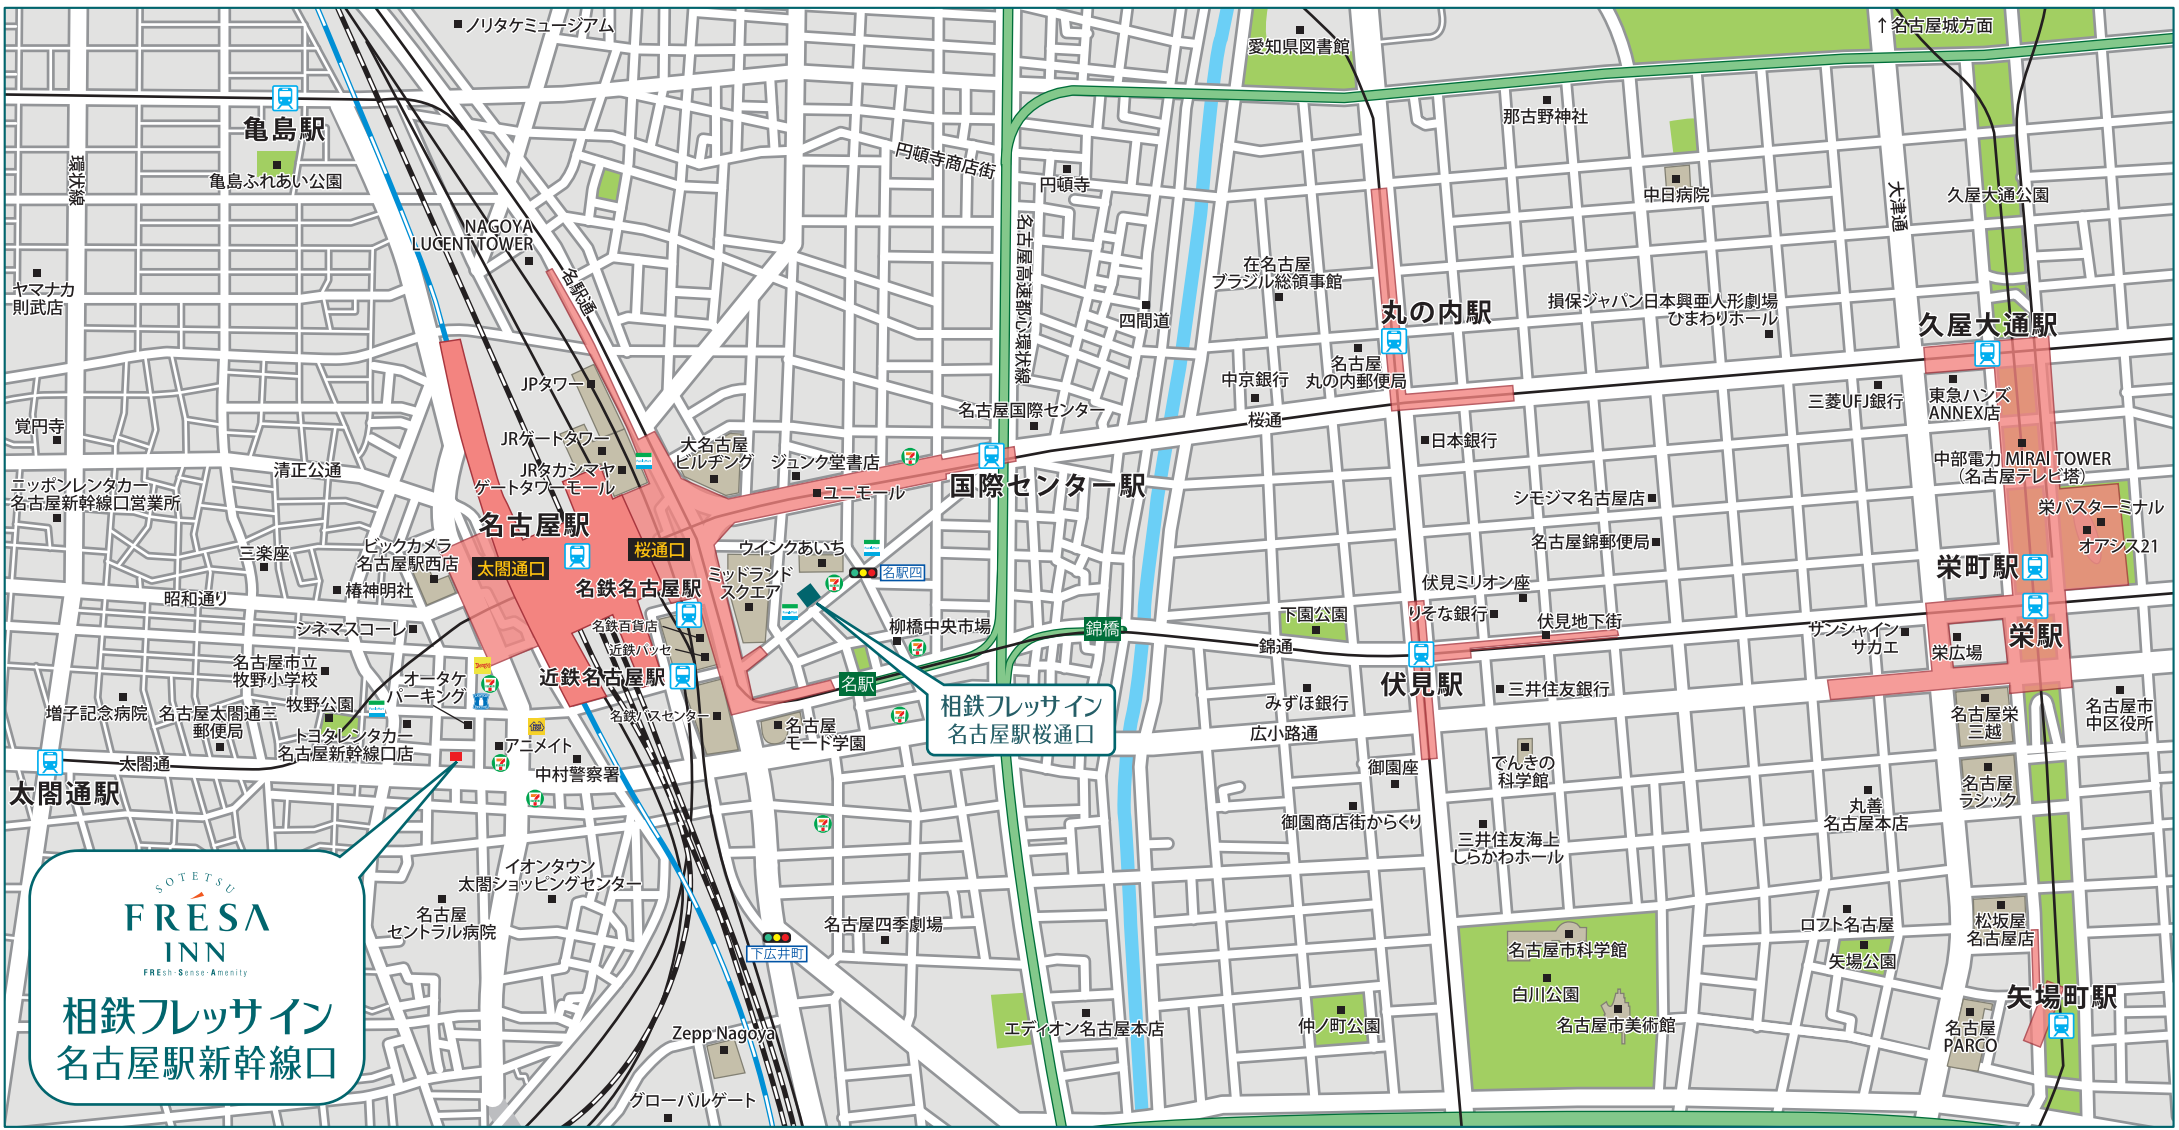 ノリタケミュージアム
愛知県図書館
↑名古屋城方面
亀島駅
亀島ふれあい公園
環状線
円頓寺商店街
円頓寺
那古野神社
中日病院
大津通
久屋大通公園
NAGOYA
LUCENT TOWER
名駅通
名古屋高速都心環状線
ヤマナカ
則武店
四間道
在名古屋
ブラジル総領事館
丸の内駅
損保ジャパン日本興亜人形劇場
ひまわりホール
久屋大通駅
JPタワー
名古屋
丸の内郵便局
中京銀行
桜通
三菱UFJ銀行
東急ハンズ
ANNEX店
覚円寺
JRゲートタワー
大名古屋
ビルヂング
名古屋国際センター
日本銀行
清正公通
JRタカシマヤ
ゲートタワーモール
ジュンク堂書店
ユニモール
国際センター駅
中部電力 MIRAI TOWER
（名古屋テレビ塔）
ニッポンレンタカー
名古屋新幹線口営業所
シモジマ名古屋店
栄バスターミナル
オアシス21
名古屋駅
桜通口
太閤通口
三楽座
ビックカメラ
名古屋駅西店
椿神明社
昭和通り
シネマスコーレ
名鉄名古屋駅
ウインクあいち
ミッドランド
スクエア
名駅四
名古屋錦郵便局
伏見ミリオン座
りそな銀行
伏見地下街
栄町駅
栄駅
サンシャイン
サカエ
栄広場
名鉄百貨店
近鉄パッセ
近鉄名古屋駅
柳橋中央市場
錦橋
名駅
下園公園
錦通
伏見駅
名古屋市立
牧野小学校
牧野公園
オータケ
パーキング
増子記念病院
名古屋太閤通三
郵便局
トヨタレンタカー
名古屋新幹線口店
太閤通
太閤通駅
アニメイト
中村警察署
名鉄バスセンター
名古屋
モード学園
相鉄フレッサイン
名古屋駅桜通口
みずほ銀行
広小路通
三井住友銀行
名古屋栄
三越
名古屋市
中区役所
御園座
でんきの
科学館
御園商店街からくり
三井住友海上
しらかわホール
名古屋
ラシック
丸善
名古屋本店
イオンタウン
太閤ショッピングセンター
名古屋
セントラル病院
名古屋四季劇場
下広井町
SOTETSU
FRESA
INN
FREsh・Sense・Amenity
相鉄フレッサイン
名古屋駅新幹線口
名古屋市科学館
白川公園
名古屋市美術館
ロフト名古屋
矢場公園
松坂屋
名古屋店
矢場町駅
名古屋
PARCO
Zepp Nagoya
グローバルゲート
エディオン名古屋本店
仲ノ町公園